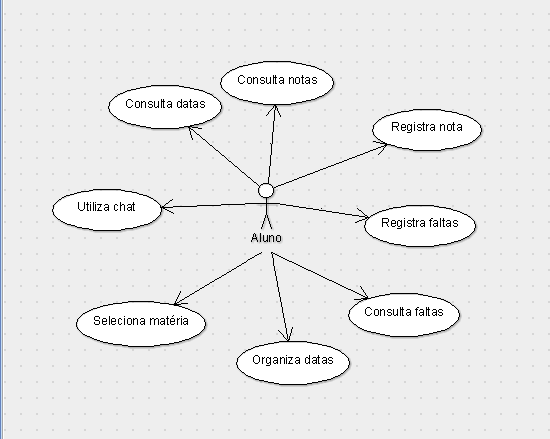 Consulta notas
Consulta datas
Registra nota
Utiliza chat
Registra faltas
Aluno
Consulta faltas
Seleciona matéria
Organiza datas